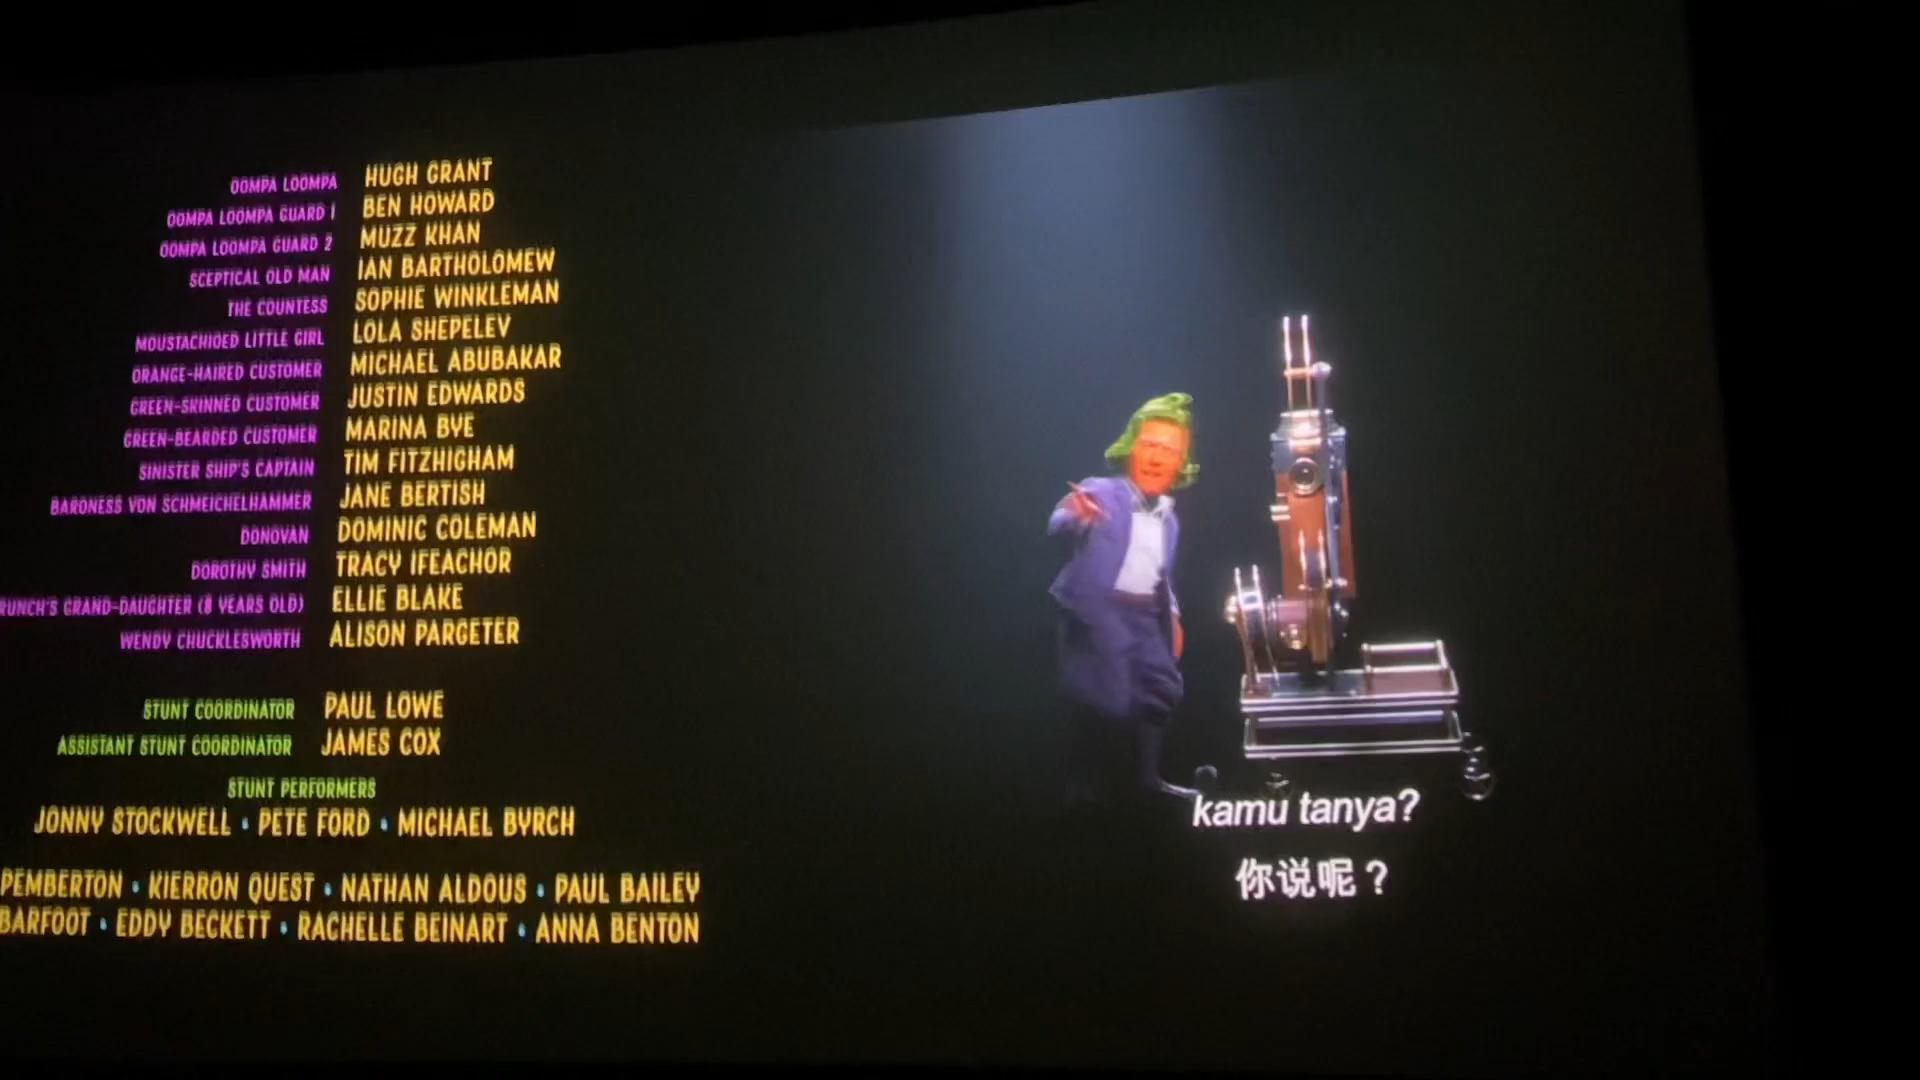 OOMPA LOOMPA HUGH GRANT
OOMPA LOOMPA GUARD 1 BEN HOWARD
OOMPA LOOMPA GUARD 2 MUZZ KHAN
SCEPTICAL OLD MAN IAN BARTHOLOMEW
THE COUNTESS SOPHIE WINKLEMAN
MOUSTACHIOED LITTLE GIRL LOLA SHEPELEV
ORANGE-HAIRED CUSTOMER MICHAEL ABUBAKAR
GREEN-SKINNED CUSTOMER JUSTIN EDWARDS
GREEN-BEARDED CUSTOMER MARINA BYE
SINISTER SHIP'S CAPTAIN TIM FITZHIGHAM
BARONESS VON SCHMEICHELHAMMER JANE BERTISH
DONOVAN DOMINIC COLEMAN
DOROTHY SMITH TRACY IFEACHOR
RUNCH'S GRAND-DAUGHTER (8 YEARS OLD) ELLIE BLAKE
WENDY CHUCKLESWORTH ALISON PARGETER
STUNT COORDINATOR PAUL LOWE
ASSISTANT STUNT COORDINATOR JAMES COX
STUNT PERFORMERS
JONNY STOCKWELL • PETE FORD • MICHAEL BYRCH
PEMBERTON • KIERRON QUEST • NATHAN ALDOUS • PAUL BAILEY
BARFOOT • EDDY BECKETT • RACHELLE BEINART • ANNA BENTON
kamu tanya?
你说呢？